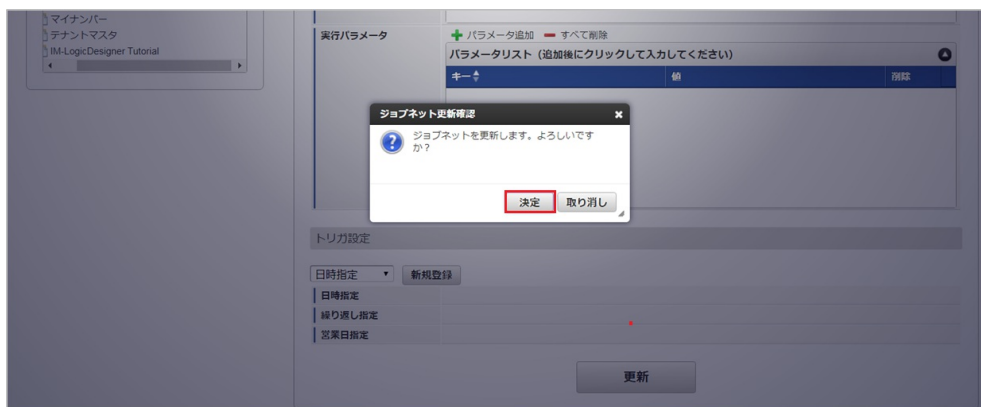 マイナンバー
テナントマスタ
IM-LogicDesigner Tutorial
実行パラメータ
パラメータ追加 すべて削除
パラメータリスト（追加後にクリックして入力してください）
キー 値 削除
ジョブネット更新確認
ジョブネットを更新します。よろしいです
か？
決定 取り消し
トリガ設定
日時指定 新規登録
日時指定
繰り返し指定
営業日指定
更新